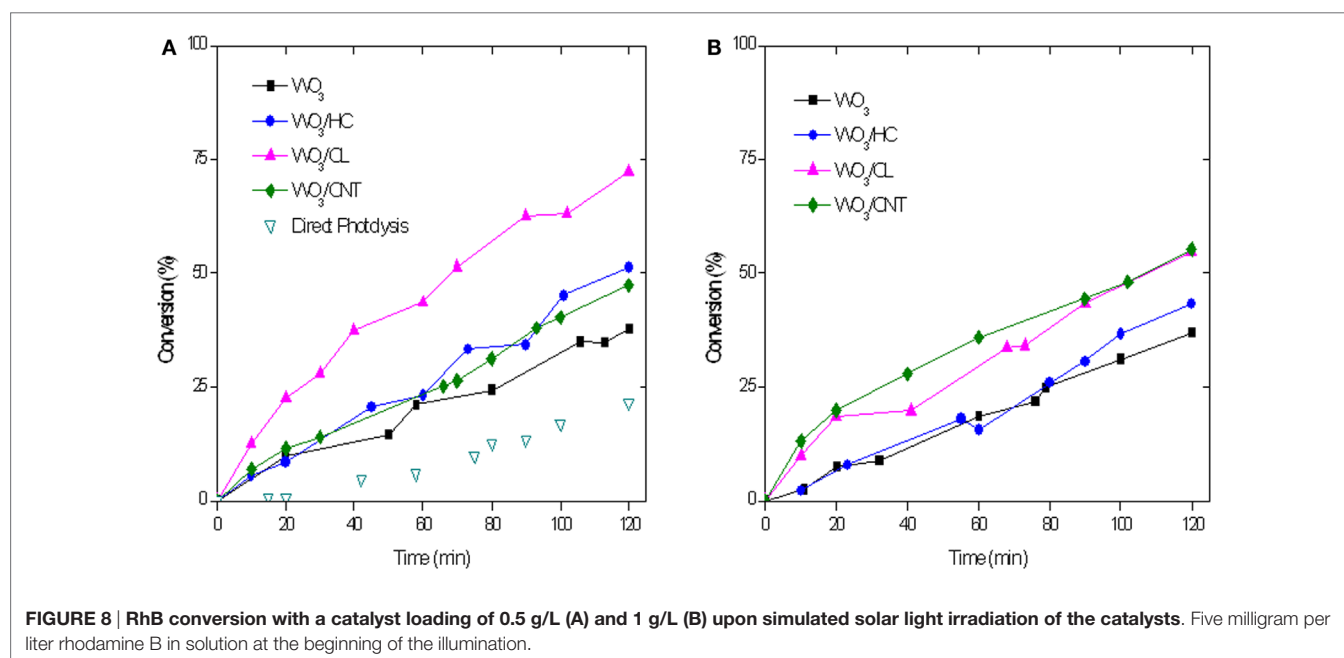 A
100
75
50
25
0
WO3
WO3/HC
WO3/CL
WO3/CNT
Direct Photolysis
Conversion (%)
0 20 40 60 80 100 120
Time (min)
B
100
75
50
25
0
WO3
WO3/HC
WO3/CL
WO3/CNT
Conversion (%)
0 20 40 60 80 100 120
Time (min)
FIGURE 8 | RhB conversion with a catalyst loading of 0.5 g/L (A) and 1 g/L (B) upon simulated solar light irradiation of the catalysts. Five milligram per
liter rhodamine B in solution at the beginning of the illumination.